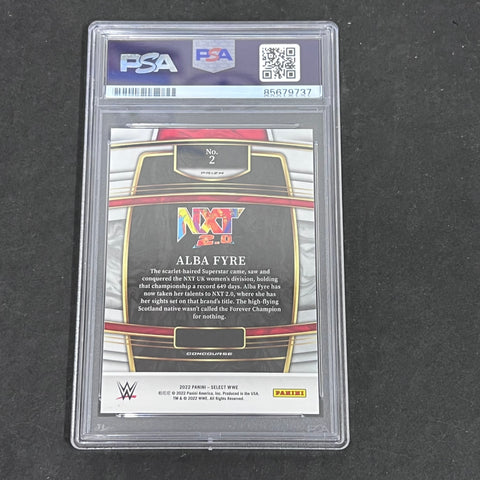 PSA
PSA
85679737
No.
2
PRIZM
NXT
2.0
ALBA FYRE
The scarlet-haired Superstar came, saw and
conquered the NXT UK women's division, holding
that championship a record 649 days. Alba Fyre
has now taken her talents to NXT 2.0, where she has
her sights set on that brand's title. The high-flying
Scotland native wasn't called the Forever Champion
for nothing.
CONCOURSE
2022 PANINI – SELECT WWE
© 2022 Panini America, Inc. Produced in the USA.
TM & © 2022 WWE. All Rights Reserved.
W
PANINI